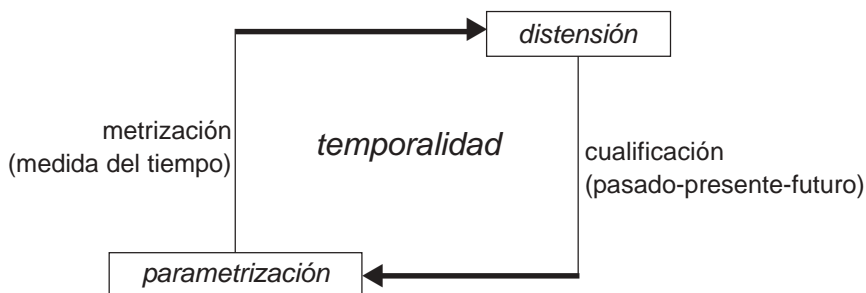 distensión
metrización
(medida del tiempo)
temporalidad
cualificación
(pasado-presente-futuro)
parametrización